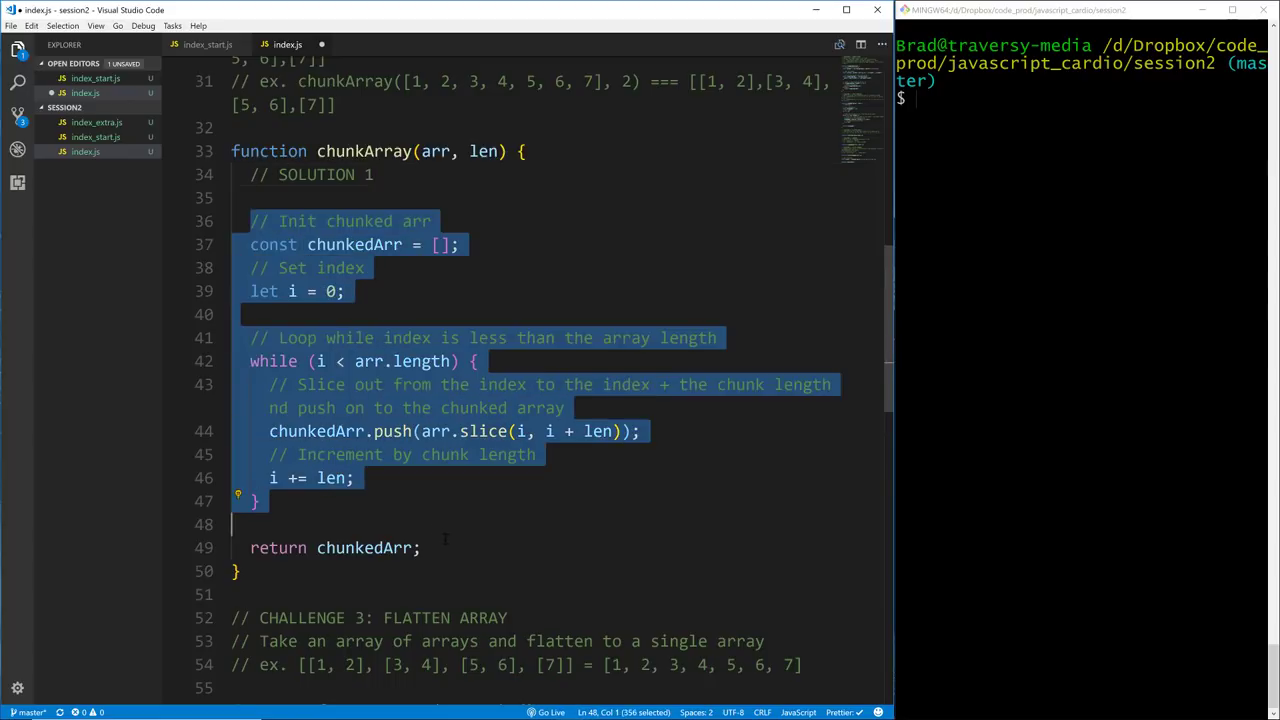 index.js - session2 - Visual Studio Code
File Edit Selection View Go Debug Tasks Help
EXPLORER
OPEN EDITORS 1 UNSAVED
index_start.js U
index.js U
SESSION2
index_extra.js U
index_start.js U
index.js U
1
3
index_start.js
index.js
5, 6],[7]]
31
2, 3, 4, 5, 6, 7], 2) === [[1, 2],[3, 4],
[5, 6],[7]]
32
33 chunkArray(arr, len) {
34 // SOLUTION 1
35
36 // Init chunked arr
37 const chunkedArr = [];
38 // Set index
39 let i = 0;
40
41 // Loop while index is less than the array length
42 while (i < arr.length) {
43 // Slice out from the index to the index + the chunk length
nd push on to the chunked array
44 chunkedArr.push(arr.slice(i, i + len));
45 // Increment by chunk length
46 i += len;
47 }
48
49 return chunkedArr;
50 }
51
52 // CHALLENGE 3: FLATTEN ARRAY
53 // Take an array of arrays and flatten to a single array
54 // ex. [[1, 2], [3, 4], [5, 6], [7]] = [1, 2, 3, 4, 5, 6, 7]
55
master* 0 0 Go Live Ln 48, Col 1 (356 selected) Spaces: 2 UTF-8 CRLF JavaScript Prettier: ✓
MINGW64:/d/Dropbox/code_prod/javascript_cardio/session2
Brad@traversy-media /d/Dropbox/code_
prod/javascript_cardio/session2 (mas
ter)
$